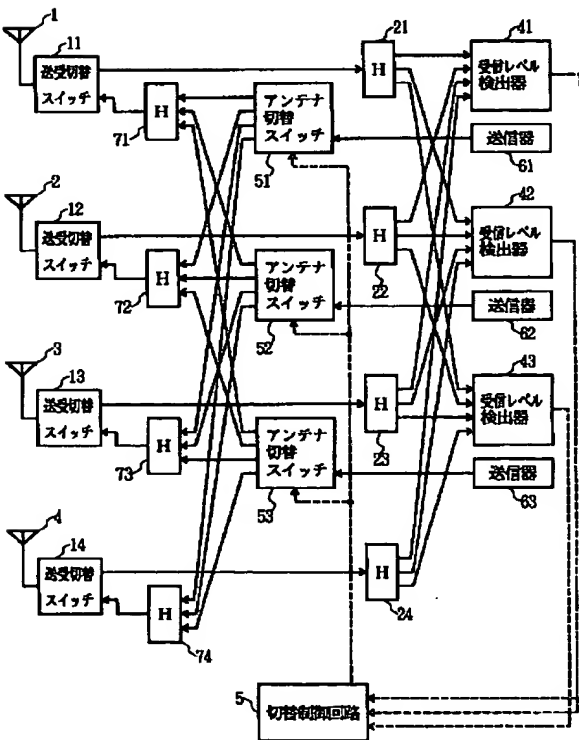 1
11
送受切替
スイッチ
H
71
アンテナ
切替
スイッチ
51
21
H
41
受信レベル
検出器
送信器
61
2
12
送受切替
スイッチ
H
72
アンテナ
切替
スイッチ
52
H
22
42
受信レベル
検出器
送信器
62
3
13
送受切替
スイッチ
H
73
アンテナ
切替
スイッチ
53
H
23
43
受信レベル
検出器
送信器
63
4
14
送受切替
スイッチ
H
74
H
24
5
切替制御回路